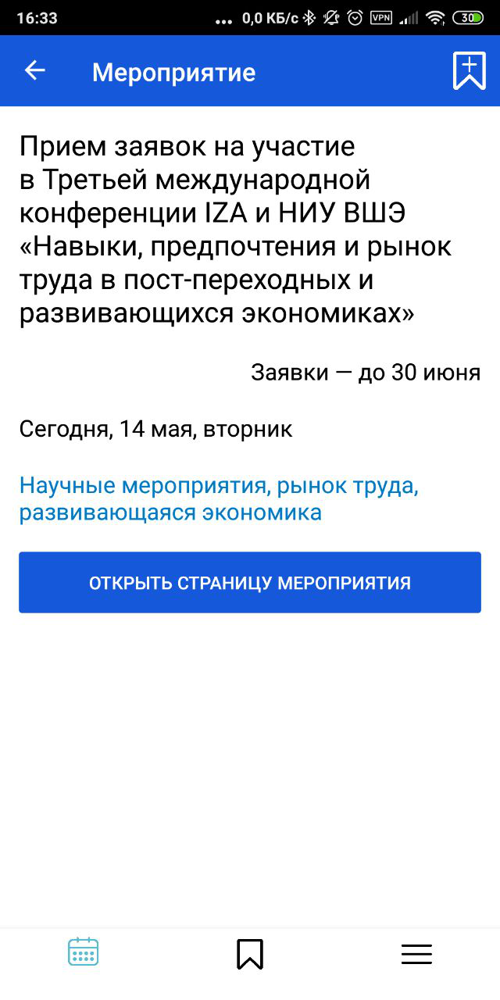 16:33
... 0,0 КБ/с VPN 30
Мероприятие
Прием заявок на участие
в Третьей международной
конференции IZA и НИУ ВШЭ
«Навыки, предпочтения и рынок
труда в пост-переходных и
развивающихся экономиках»
Заявки — до 30 июня
Сегодня, 14 мая, вторник
Научные мероприятия, рынок труда,
развивающаяся экономика
ОТКРЫТЬ СТРАНИЦУ МЕРОПРИЯТИЯ